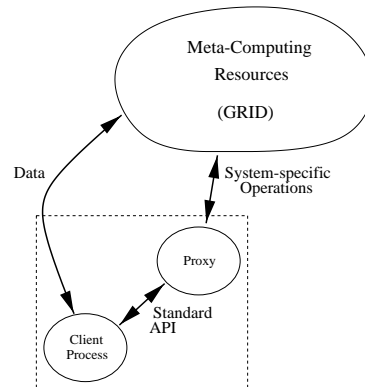 Meta-Computing
Resources
(GRID)
Data
System-specific
Operations
Proxy
Standard
API
Client
Process